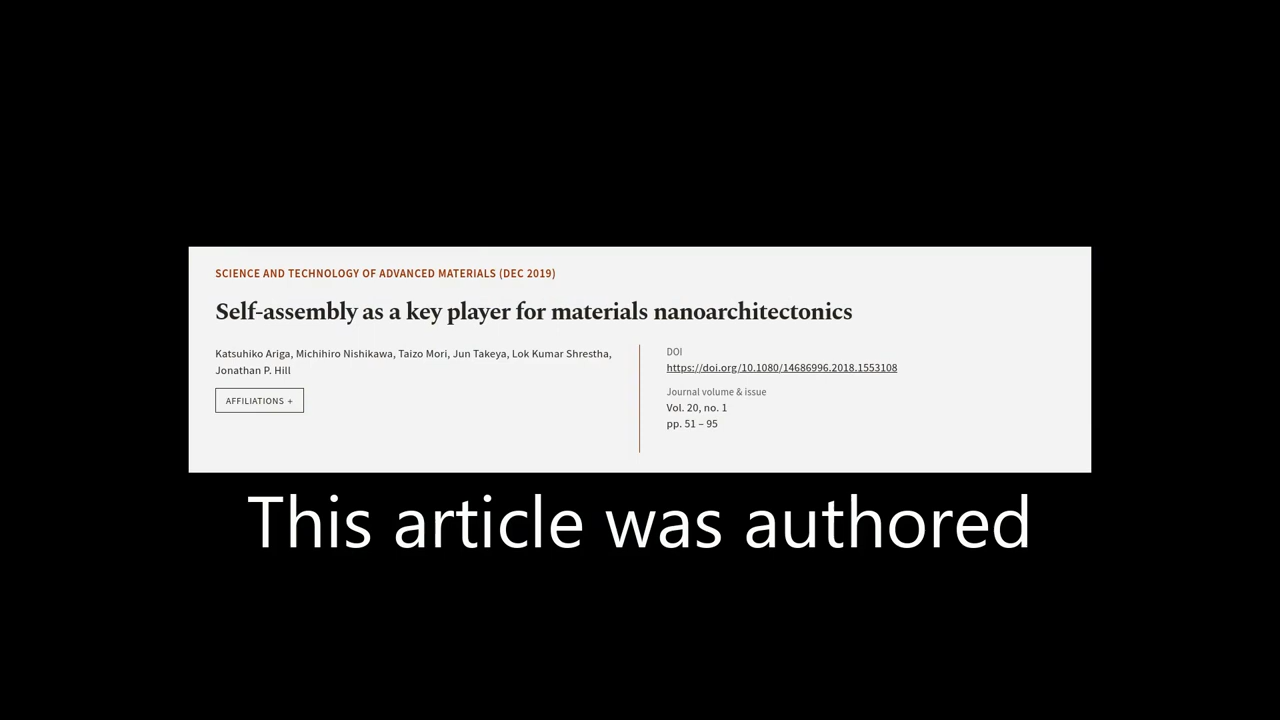 SCIENCE AND TECHNOLOGY OF ADVANCED MATERIALS (DEC 2019)
Self-assembly as a key player for materials nanoarchitectonics
Katsuhiko Ariga, Michihiro Nishikawa, Taizo Mori, Jun Takeya, Lok Kumar Shrestha,
Jonathan P. Hill
AFFILIATIONS +
DOI
https://doi.org/10.1080/14686996.2018.1553108
Journal volume & issue
Vol. 20, no. 1
pp. 51 – 95
This article was authored